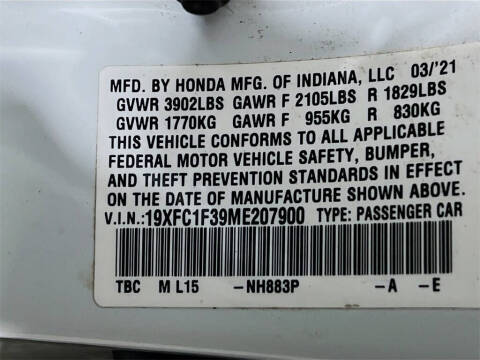 MFD. BY HONDA MFG. OF INDIANA, LLC 03/'21
GVWR 3902LBS GAWR F 2105LBS R 1829LBS
GVWR 1770KG GAWR F 955KG R 830KG
THIS VEHICLE CONFORMS TO ALL APPLICABLE
FEDERAL MOTOR VEHICLE SAFETY, BUMPER,
AND THEFT PREVENTION STANDARDS IN EFFECT
ON THE DATE OF MANUFACTURE SHOWN ABOVE.
V.I.N.:19XFC1F39ME207900 TYPE: PASSENGER CAR
TBC M L15 -NH883P -A -E